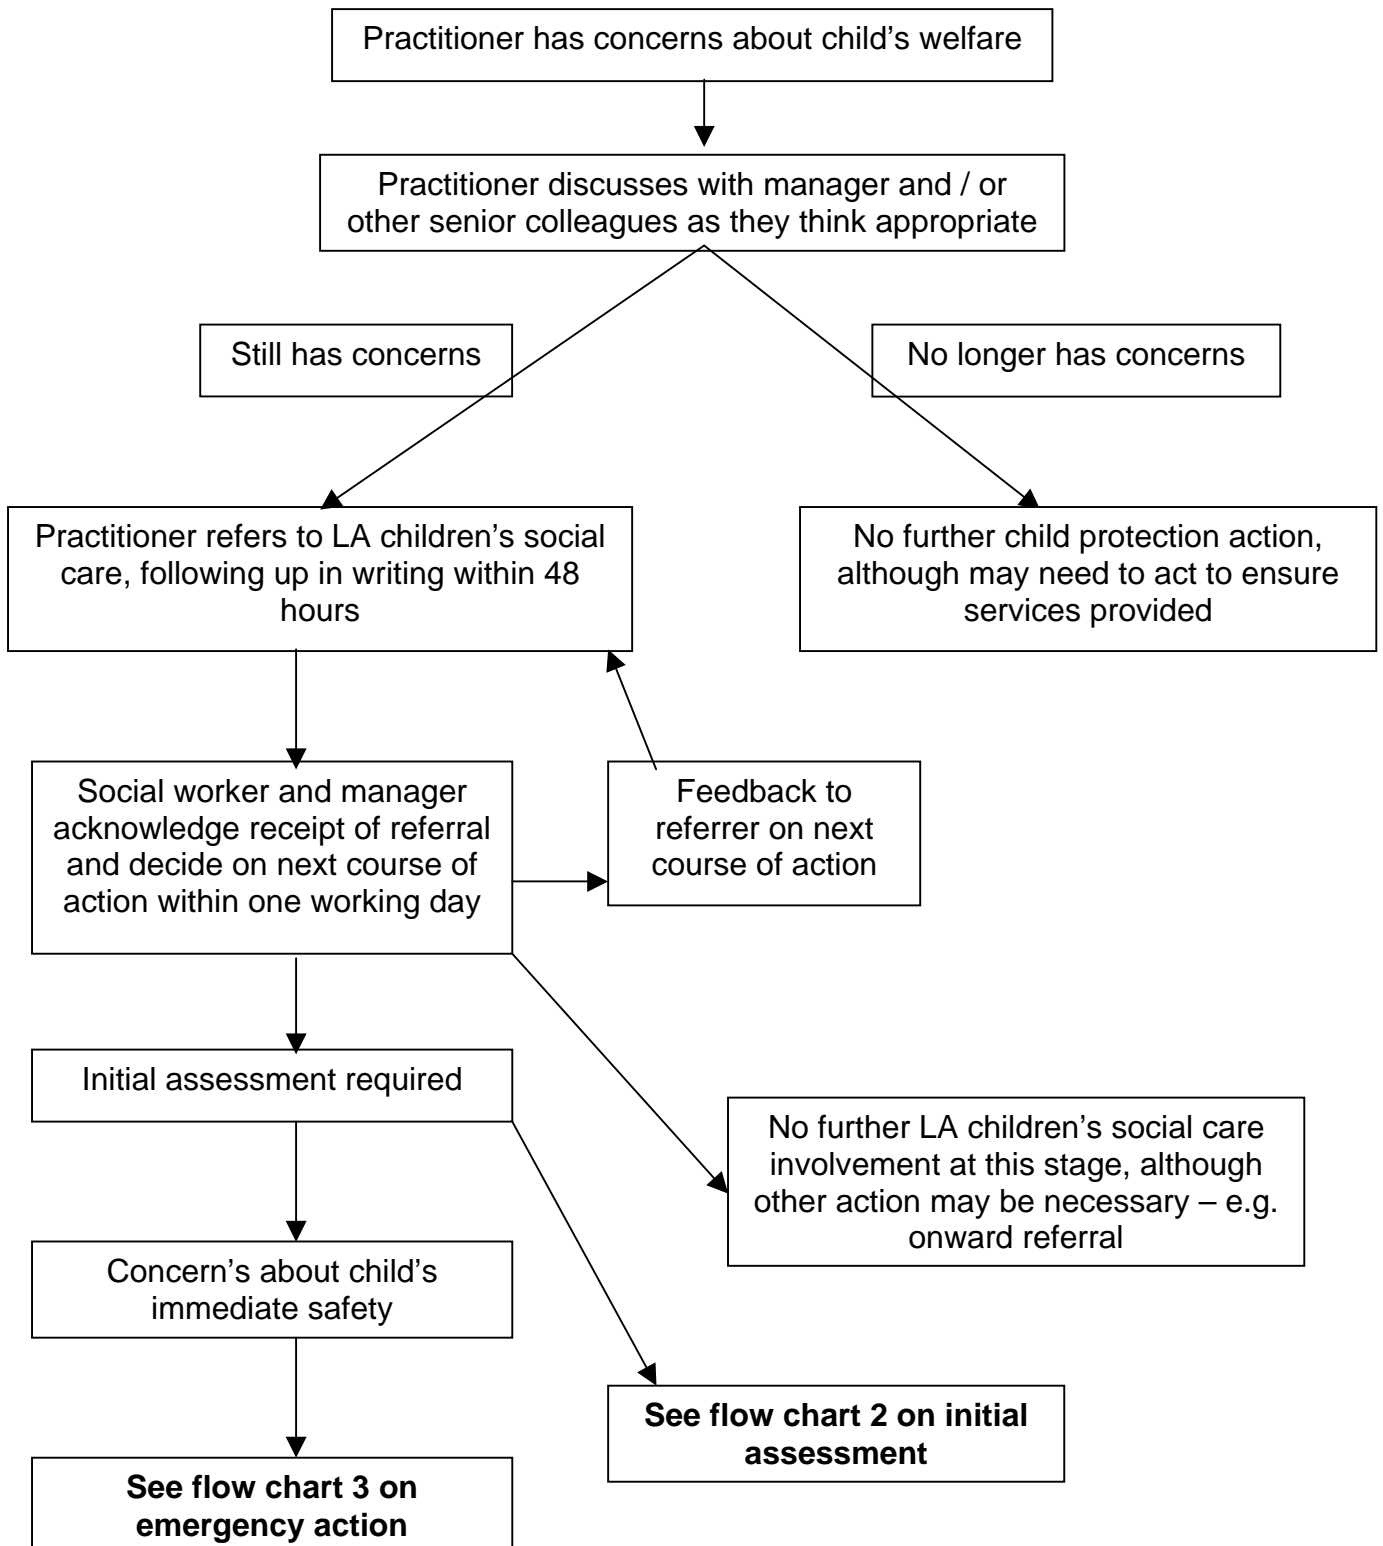 Practitioner has concerns about child’s welfare
Practitioner discusses with manager and / or
other senior colleagues as they think appropriate
Still has concerns
No longer has concerns
Practitioner refers to LA children’s social
care, following up in writing within 48
hours
No further child protection action,
although may need to act to ensure
services provided
Social worker and manager
acknowledge receipt of referral
and decide on next course of
action within one working day
Feedback to
referrer on next
course of action
Initial assessment required
No further LA children’s social care
involvement at this stage, although
other action may be necessary – e.g.
onward referral
Concern’s about child’s
immediate safety
See flow chart 2 on initial
assessment
See flow chart 3 on
emergency action